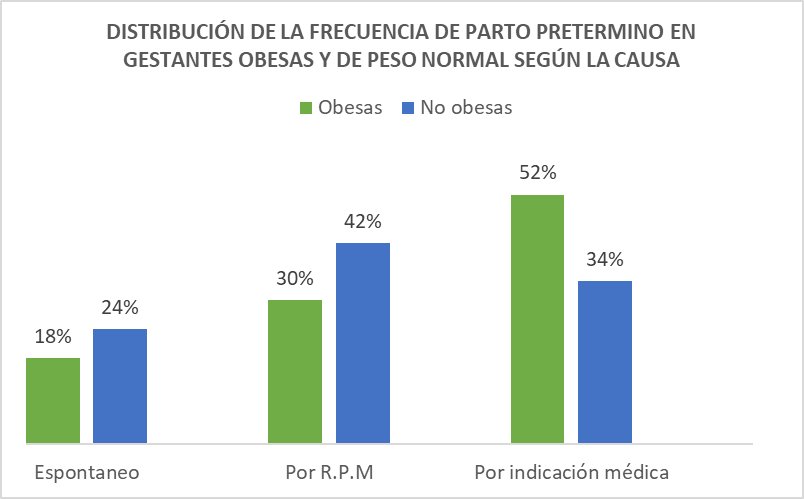 DISTRIBUCIÓN DE LA FRECUENCIA DE PARTO PRETERMINO EN
GESTANTES OBESAS Y DE PESO NORMAL SEGÚN LA CAUSA
Obesas No obesas
52%
42%
34%
30%
24%
18%
Espontaneo Por R.P.M Por indicación médica